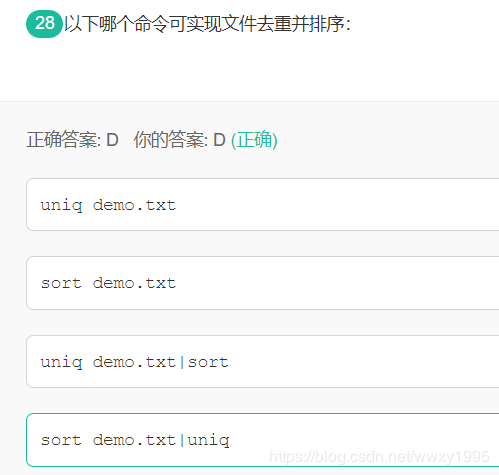 28 以下哪个命令可实现文件去重并排序：
正确答案: D 你的答案: D (正确)
uniq demo.txt
sort demo.txt
uniq demo.txt|sort
sort demo.txt|uniq
https://blog.csdn.net/wwxy1995